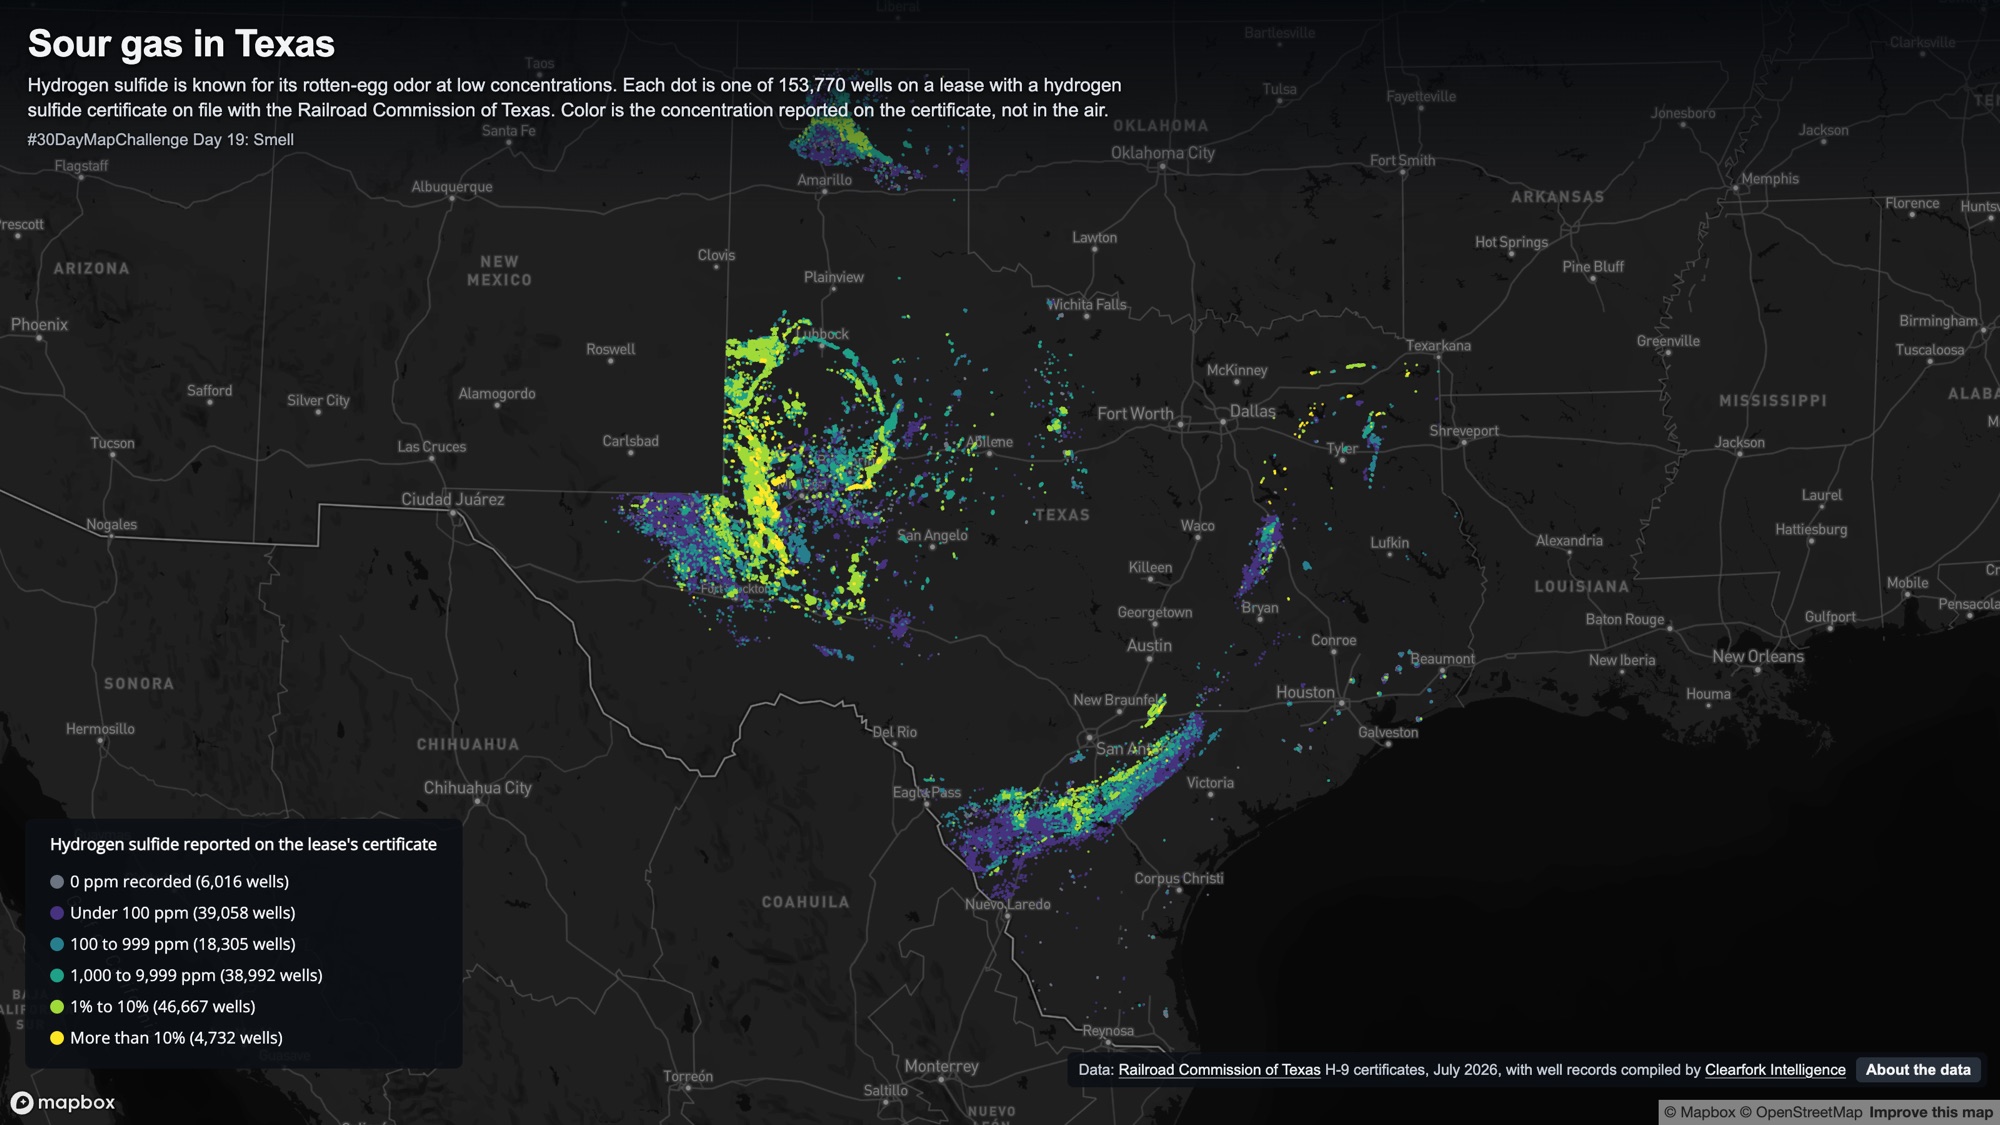 Sour gas in Texas
Hydrogen sulfide is known for its rotten-egg odor at low concentrations. Each dot is one of 153,770 wells on a lease with a hydrogen
sulfide certificate on file with the Railroad Commission of Texas. Color is the concentration reported on the certificate, not in the air.
#30DayMapChallenge Day 19: Smell
Liberal
Bartlesville
Clarksville
Taos
Tulsa
Fayetteville
Jonesboro
Santa Fe
OKLAHOMA
Jackson
Flagstaff
Oklahoma City
Fort Smith
Albuquerque
Amarillo
Memphis
ARKANSAS
Florence
Huntsv
rescott
Lawton
Hot Springs
Clovis
ARIZONA
NEW
MEXICO
Plainview
Pine Bluff
Wichita Falls
Phoenix
Lubbock
Birmingham
Roswell
Texarkana
Greenville
Tuscaloosa
Safford
Silver City
Alamogordo
McKinney
MISSISSIPPI
ALABA
Fort Worth
Dallas
Tucson
Las Cruces
Carlsbad
Abilene
Tyler
Shreveport
Jackson
Ciudad Juárez
Laurel
Nogales
TEXAS
Waco
Hattiesburg
San Angelo
Lufkin
Alexandria
Killeen
LOUISIANA
Mobile
Fort Stockton
Georgetown
Bryan
Baton Rouge
Gulfport
Pensacola
Austin
Conroe
Beaumont
New Iberia
New Orleans
SONORA
New Braunfels
Houston
Houma
Hermosillo
CHIHUAHUA
Del Rio
San An
Galveston
Chihuahua City
Eagle Pass
Victoria
Corpus Christi
COAHUILA
Nuevo Laredo
Reynosa
Monterrey
Torreón
Saltillo
NUEVO
Hydrogen sulfide reported on the lease's certificate
0 ppm recorded (6,016 wells)
Under 100 ppm (39,058 wells)
100 to 999 ppm (18,305 wells)
1,000 to 9,999 ppm (38,992 wells)
1% to 10% (46,667 wells)
More than 10% (4,732 wells)
Data: Railroad Commission of Texas H-9 certificates, July 2026, with well records compiled by Clearfork Intelligence
About the data
mapbox
© Mapbox © OpenStreetMap Improve this map